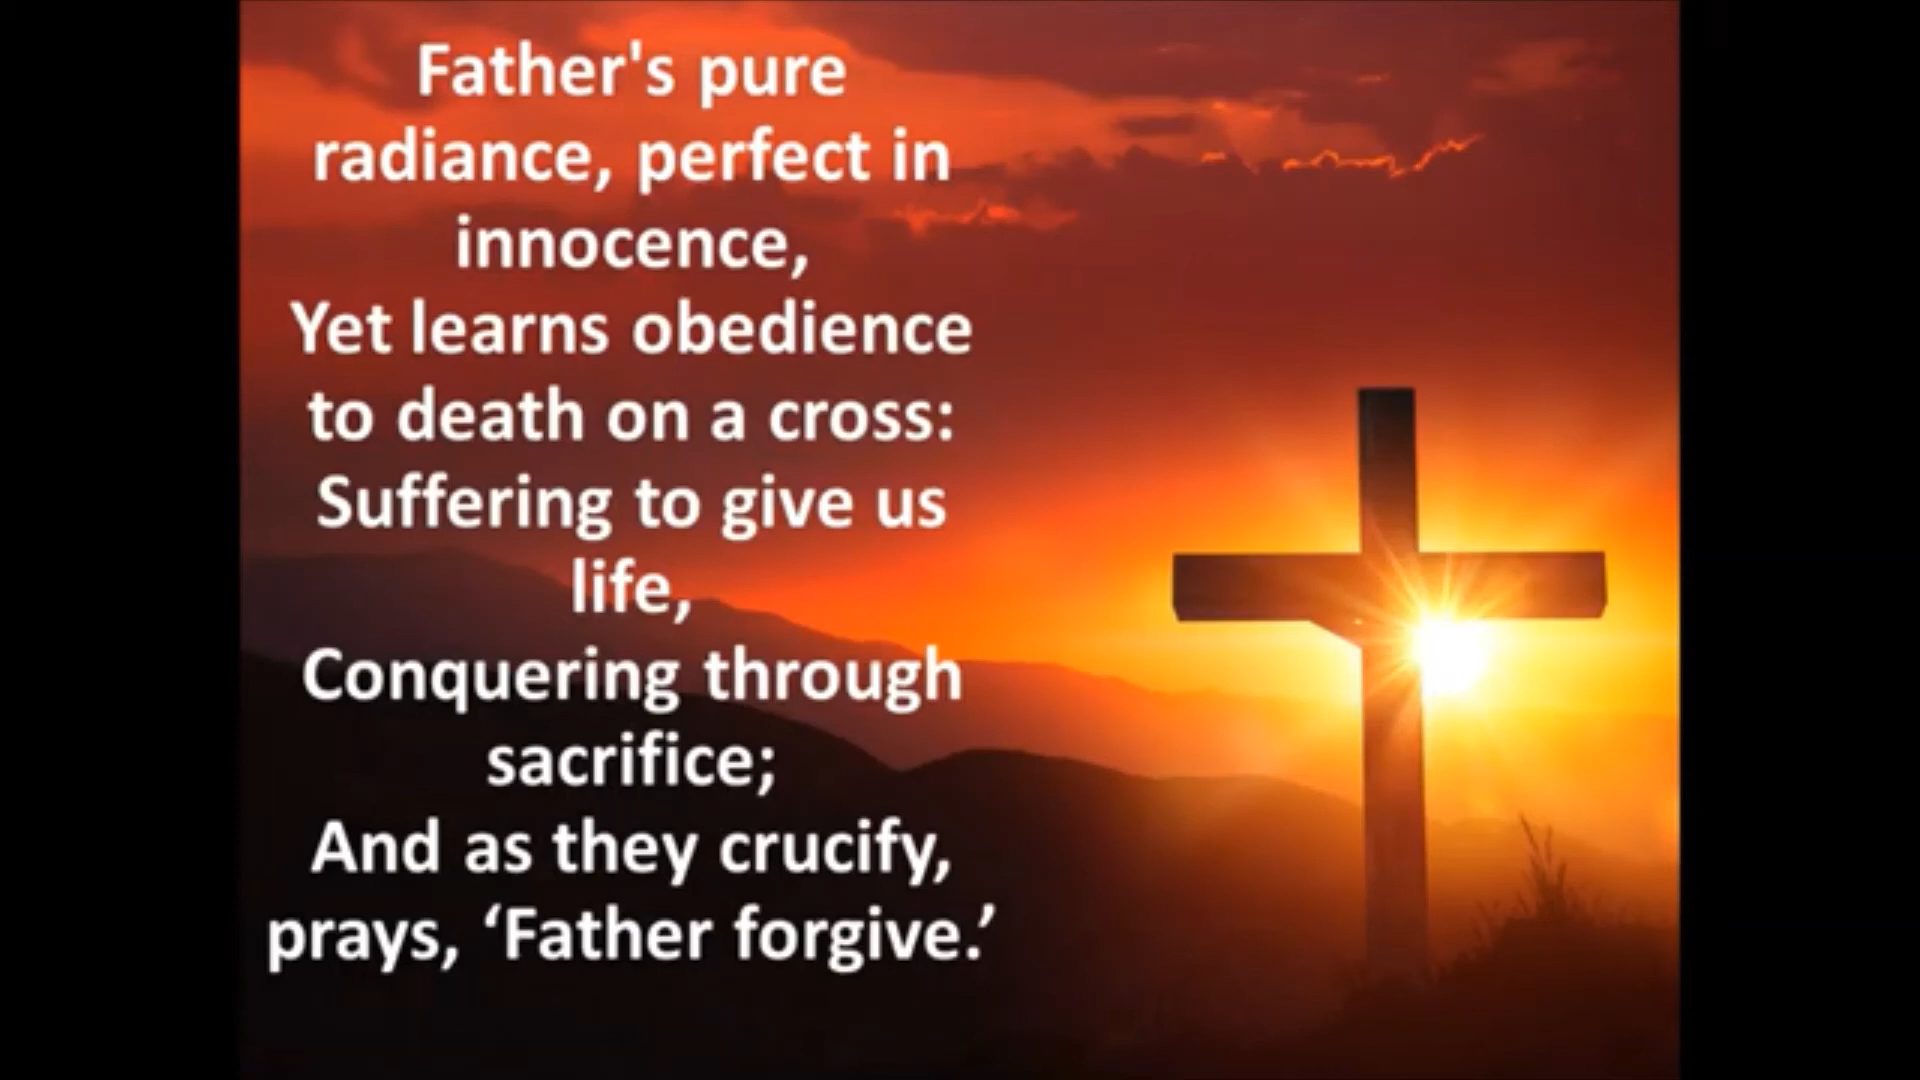 Father's pure
radiance, perfect in
innocence,
Yet learns obedience
to death on a cross:
Suffering to give us
life,
Conquering through
sacrifice;
And as they crucify,
prays, ‘Father forgive.’